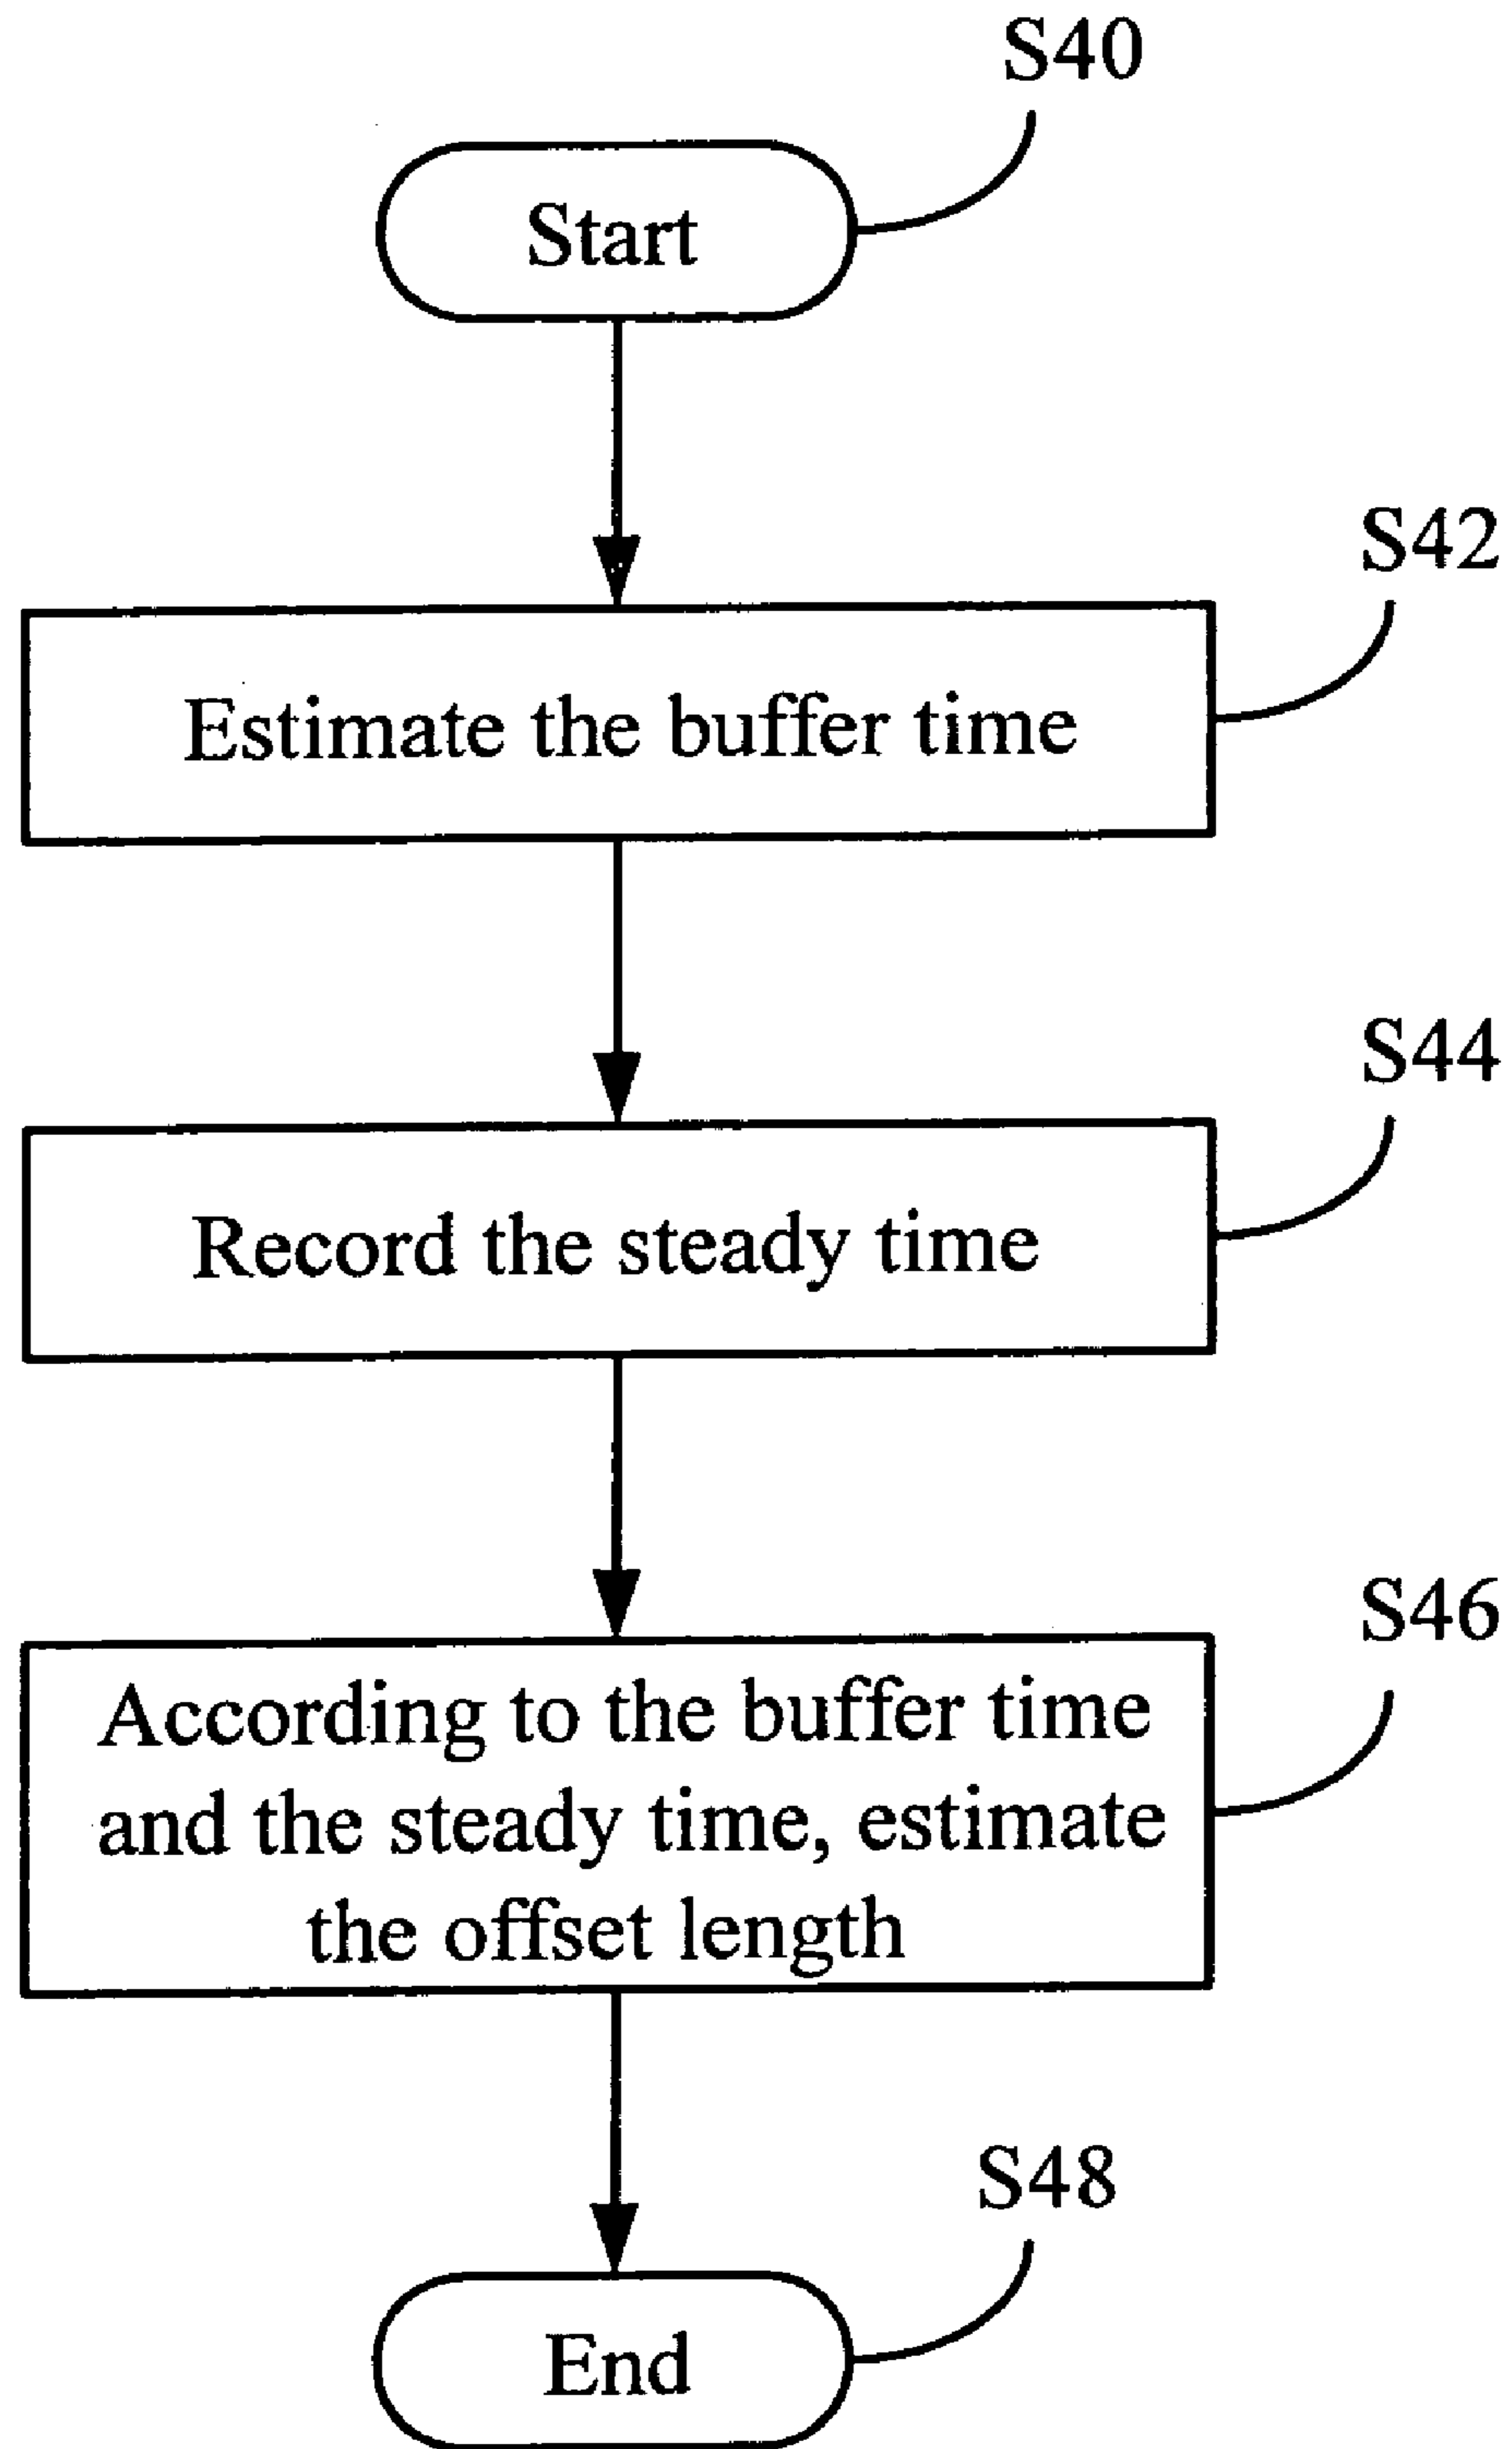 S40
Start
S42
Estimate the buffer time
S44
Record the steady time
S46
According to the buffer time
and the steady time, estimate
the offset length
S48
End